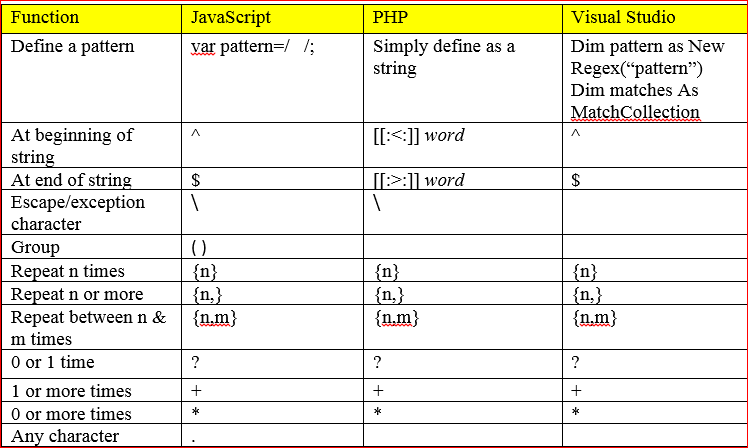 Function JavaScript PHP Visual Studio
Define a pattern var pattern=/ /; Simply define as a Dim pattern as New
string Regex(“pattern”)
Dim matches As
MatchCollection
At beginning of ^ [[:<:]] word ^
string
At end of string $ [[:>:]] word $
Escape/exception \ \
character
Group ( )
Repeat n times {n} {n} {n}
Repeat n or more {n,} {n,} {n,}
Repeat between n & {n,m} {n,m} {n,m}
m times
0 or 1 time ? ? ?
1 or more times + + +
0 or more times * * *
Any character .